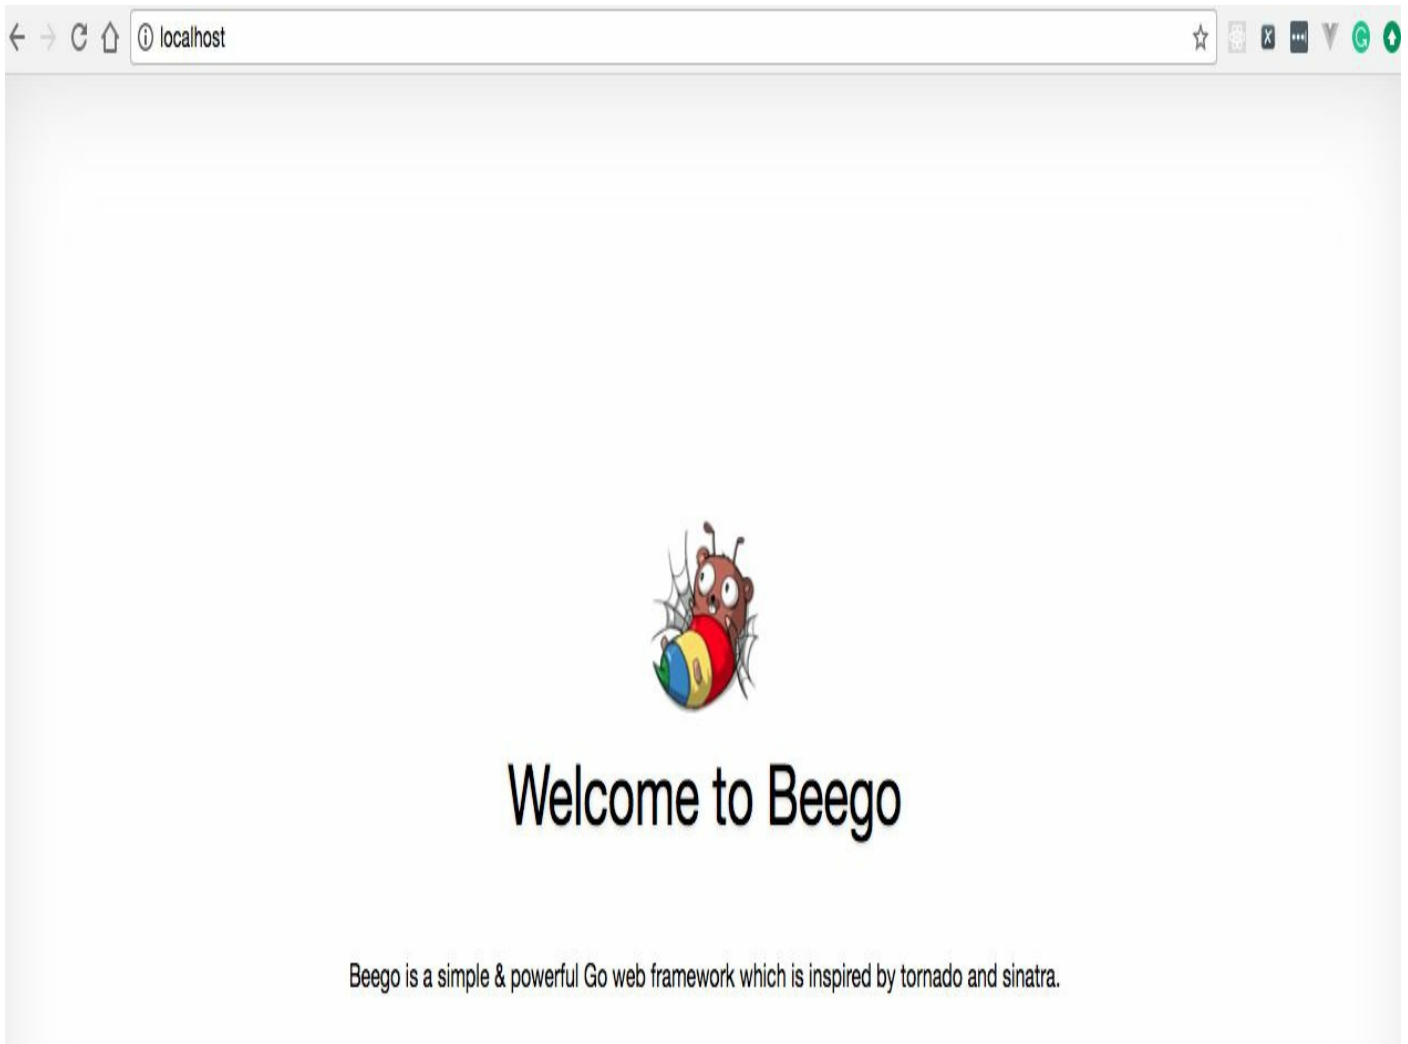 localhost
Welcome to Beego
Beego is a simple & powerful Go web framework which is inspired by tornado and sinatra.